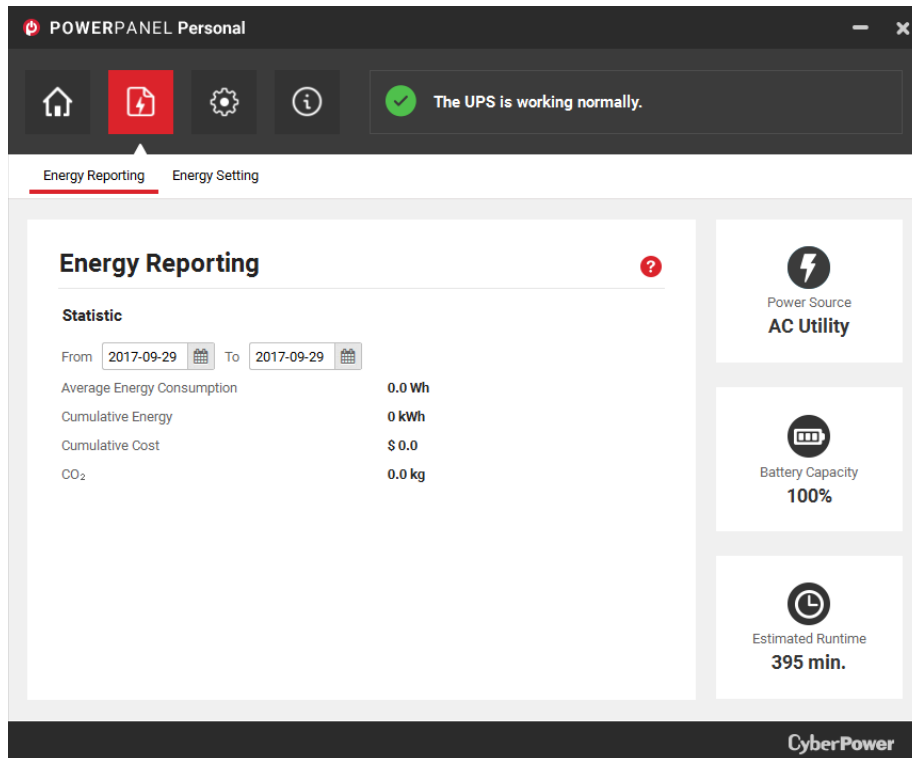 POWERPANEL Personal
The UPS is working normally.
Energy Reporting Energy Setting
Energy Reporting
?
Statistic
From 2017-09-29 To 2017-09-29
Average Energy Consumption 0.0 Wh
Cumulative Energy 0 kWh
Cumulative Cost $ 0.0
CO₂ 0.0 kg
Power Source
AC Utility
Battery Capacity
100%
Estimated Runtime
395 min.
CyberPower